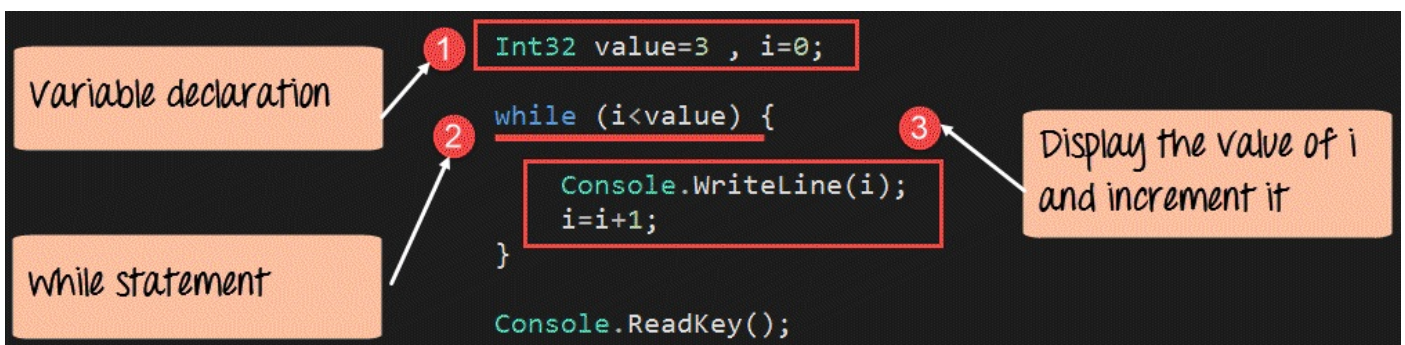 Variable declaration
1
Int32 value=3 , i=0;
2
while (i<value) {
3
Display the value of i
and increment it
Console.WriteLine(i);
i=i+1;
}
while statement
Console.ReadKey();